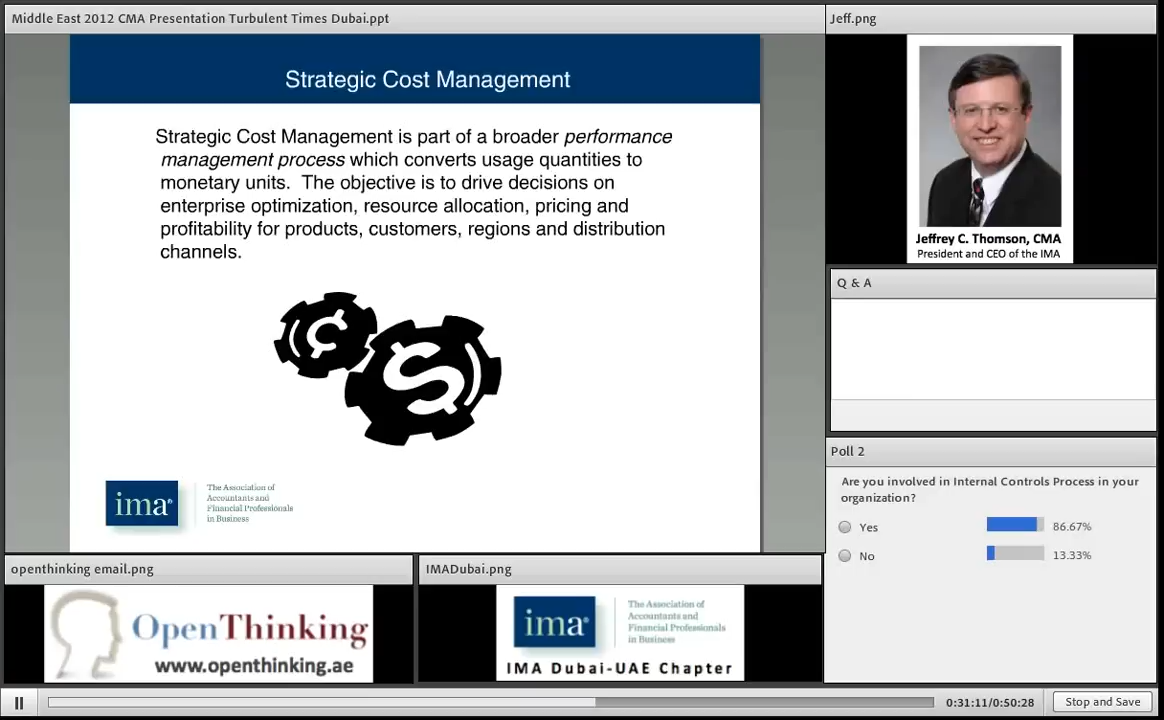 Middle East 2012 CMA Presentation Turbulent Times Dubai.ppt
Strategic Cost Management
Strategic Cost Management is part of a broader performance
management process which converts usage quantities to
monetary units. The objective is to drive decisions on
enterprise optimization, resource allocation, pricing and
profitability for products, customers, regions and distribution
channels.
¢
$
ima®
The Association of
Accountants and
Financial Professionals
in Business
Jeff.png
Jeffrey C. Thomson, CMA
President and CEO of the IMA
Q & A
Poll 2
Are you involved in Internal Controls Process in your
organization?
Yes 86.67%
No 13.33%
openthinking email.png
OpenThinking
www.openthinking.ae
IMADubai.png
ima®
The Association of
Accountants and
Financial Professionals
in Business
IMA Dubai-UAE Chapter
0:31:11/0:50:28
Stop and Save